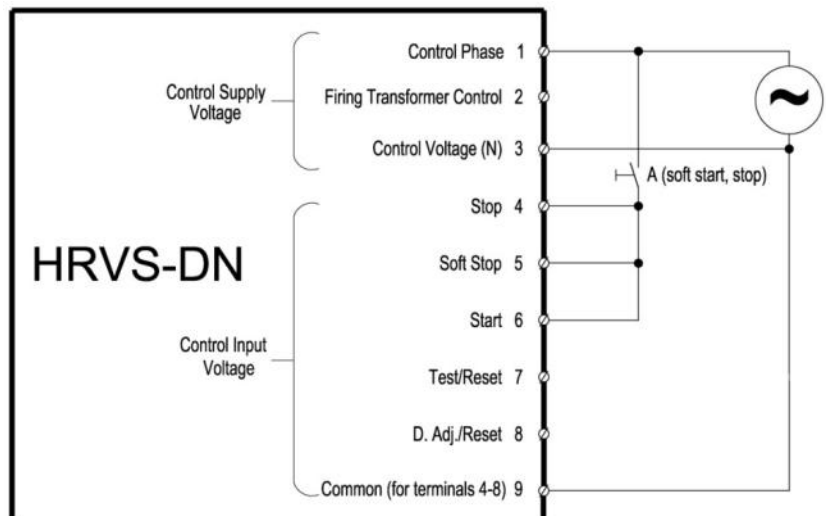 Control Phase 1
Control Supply
Voltage
Firing Transformer Control 2
Control Voltage (N) 3
A (soft start, stop)
Stop 4
HRVS-DN
Soft Stop 5
Start 6
Control Input
Voltage
Test/Reset 7
D. Adj./Reset 8
Common (for terminals 4-8) 9